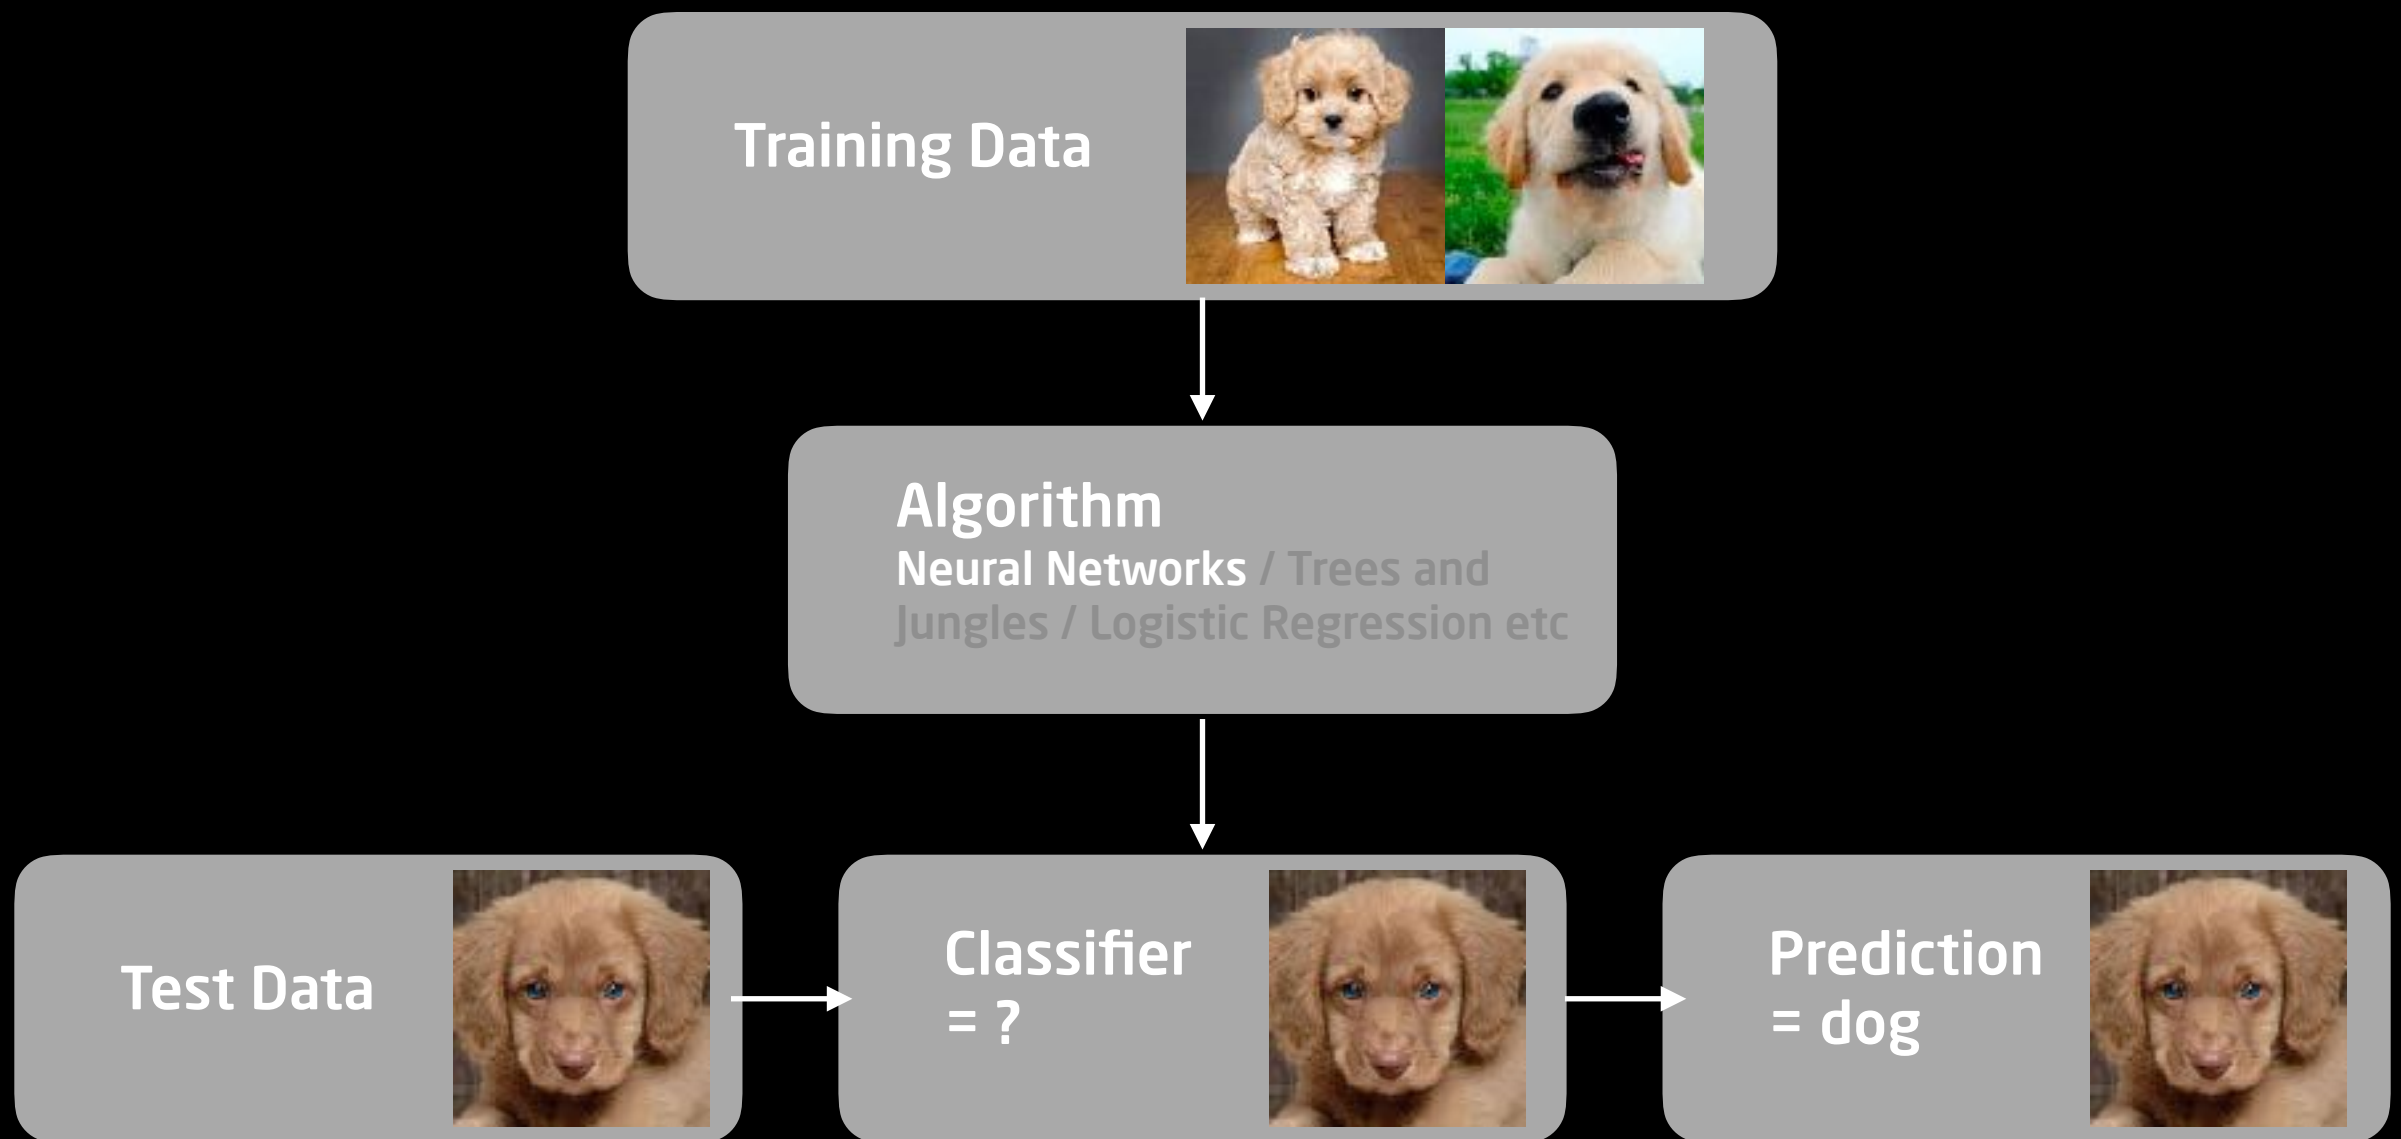 Training Data
Algorithm
Neural Networks / Trees and
Jungles / Logistic Regression etc
Test Data
Classifier
= ?
Prediction
= dog